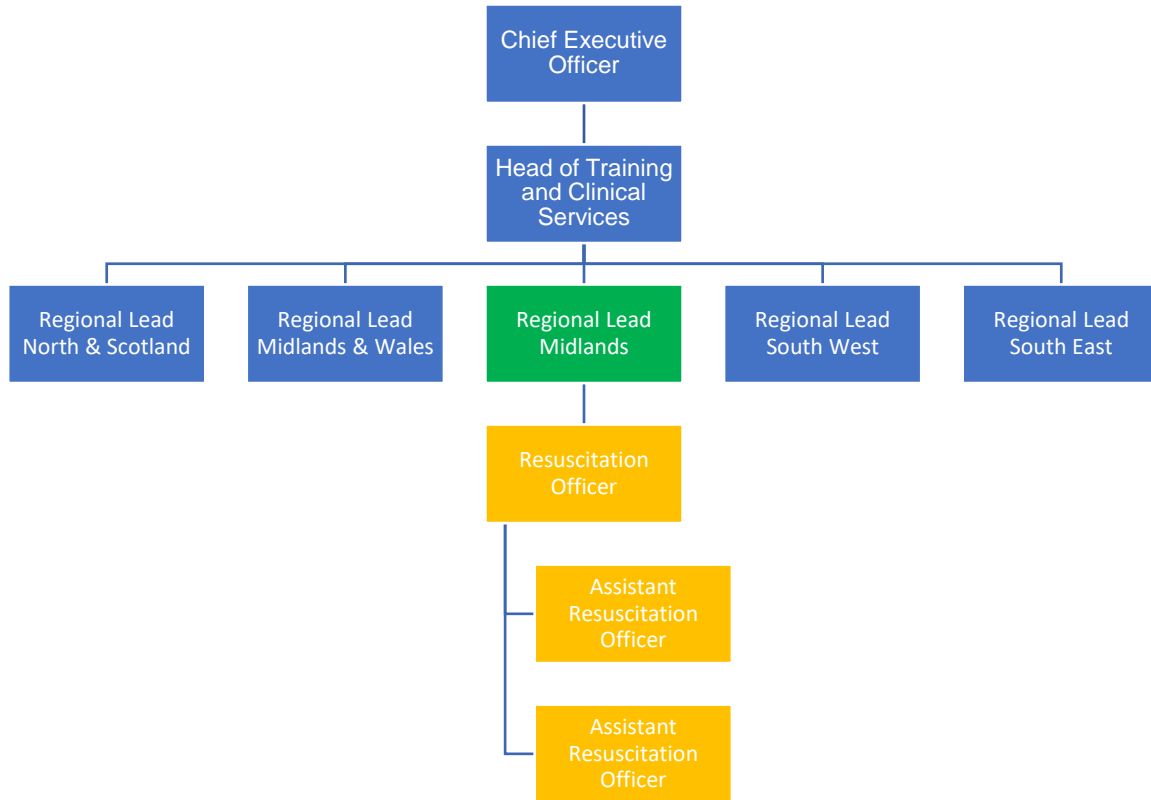 Chief Executive
Officer
Head of Training
and Clinical
Services
Regional Lead
North & Scotland
Regional Lead
Midlands & Wales
Regional Lead
Midlands
Regional Lead
South West
Regional Lead
South East
Resuscitation
Officer
Assistant
Resuscitation
Officer
Assistant
Resuscitation
Officer